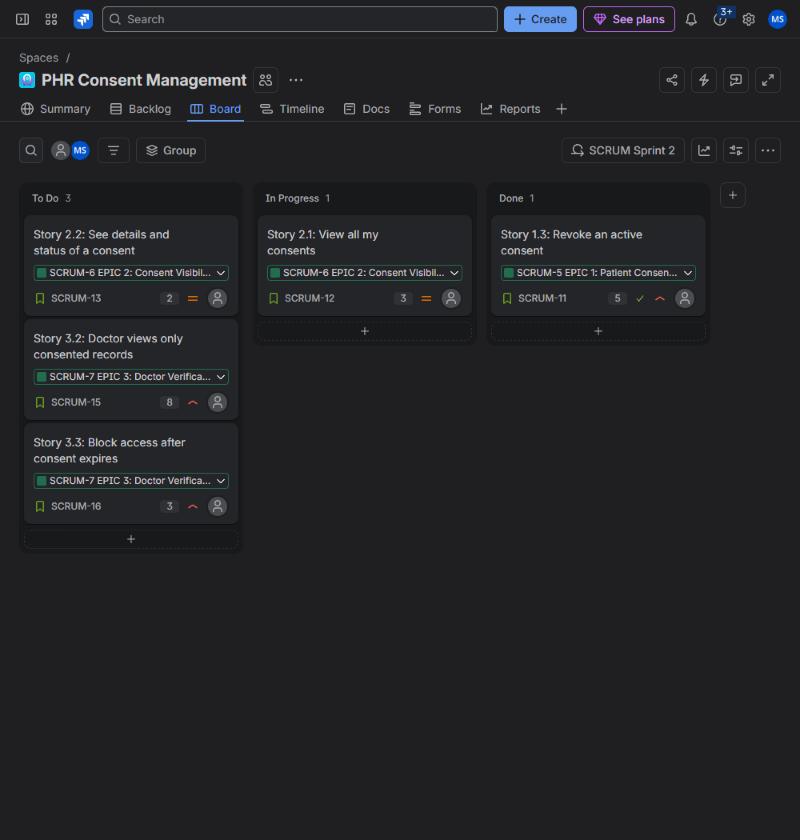 Search
Create
See plans
3+
MS
Spaces /
PHR Consent Management
Summary
Backlog
Board
Timeline
Docs
Forms
Reports
MS
Group
SCRUM Sprint 2
To Do 3
Story 2.2: See details and
status of a consent
SCRUM-6 EPIC 2: Consent Visibil...
SCRUM-13
2
Story 3.2: Doctor views only
consented records
SCRUM-7 EPIC 3: Doctor Verifica...
SCRUM-15
8
Story 3.3: Block access after
consent expires
SCRUM-7 EPIC 3: Doctor Verifica...
SCRUM-16
3
In Progress 1
Story 2.1: View all my
consents
SCRUM-6 EPIC 2: Consent Visibil...
SCRUM-12
3
Done 1
Story 1.3: Revoke an active
consent
SCRUM-5 EPIC 1: Patient Consen...
SCRUM-11
5